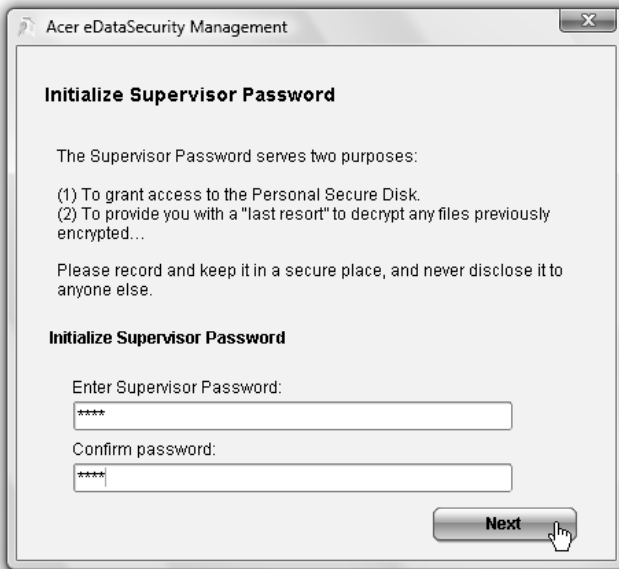 Acer eDataSecurity Management
X
Initialize Supervisor Password
The Supervisor Password serves two purposes:
(1) To grant access to the Personal Secure Disk.
(2) To provide you with a "last resort" to decrypt any files previously
encrypted...
Please record and keep it in a secure place, and never disclose it to
anyone else.
Initialize Supervisor Password
Enter Supervisor Password:
****
Confirm password:
****
Next